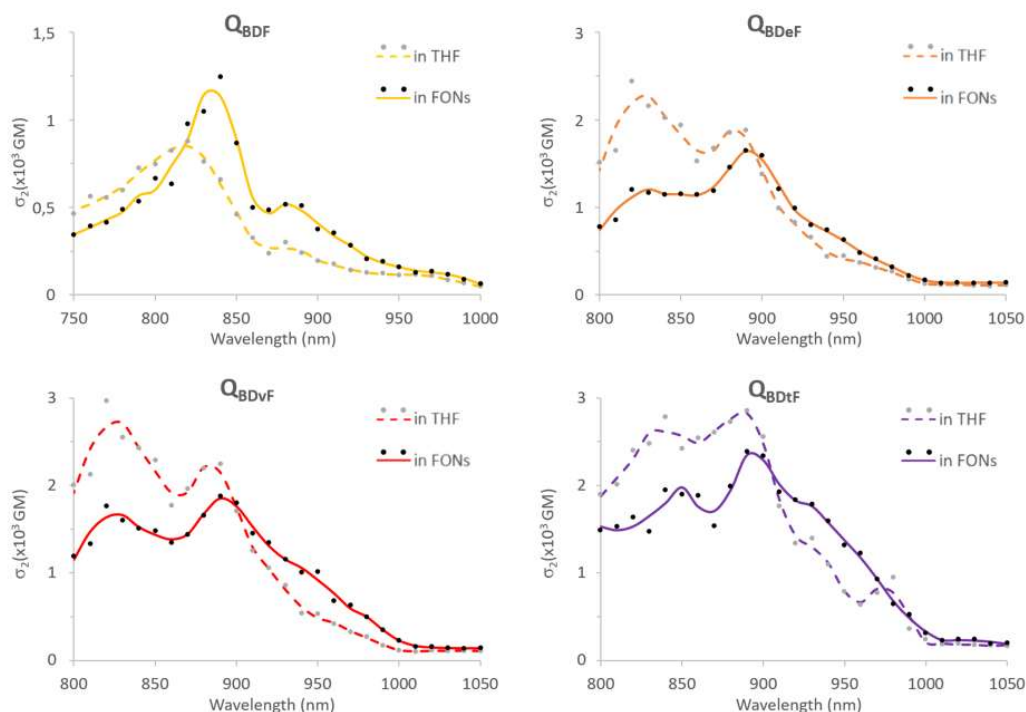 Q_BDF
1,5
1
0,5
0
σ₂(x10³ GM)
in THF
in FONs
750 800 850 900 950 1000
Wavelength (nm)
Q_BDeF
3
2
1
0
σ₂(x10³ GM)
in THF
in FONs
800 850 900 950 1000 1050
Wavelength (nm)
Q_BDvF
3
2
1
0
σ₂(x10³ GM)
in THF
in FONs
800 850 900 950 1000 1050
Wavelength (nm)
Q_BDtF
3
2
1
0
σ₂(x10³ GM)
in THF
in FONs
800 850 900 950 1000 1050
Wavelength (nm)